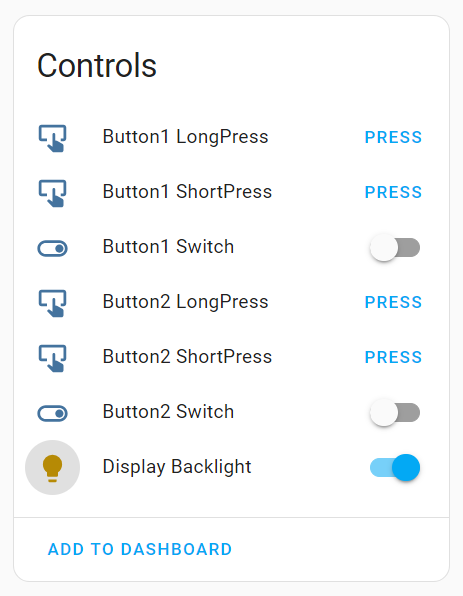 Controls
Button1 LongPress PRESS
Button1 ShortPress PRESS
Button1 Switch
Button2 LongPress PRESS
Button2 ShortPress PRESS
Button2 Switch
Display Backlight
ADD TO DASHBOARD